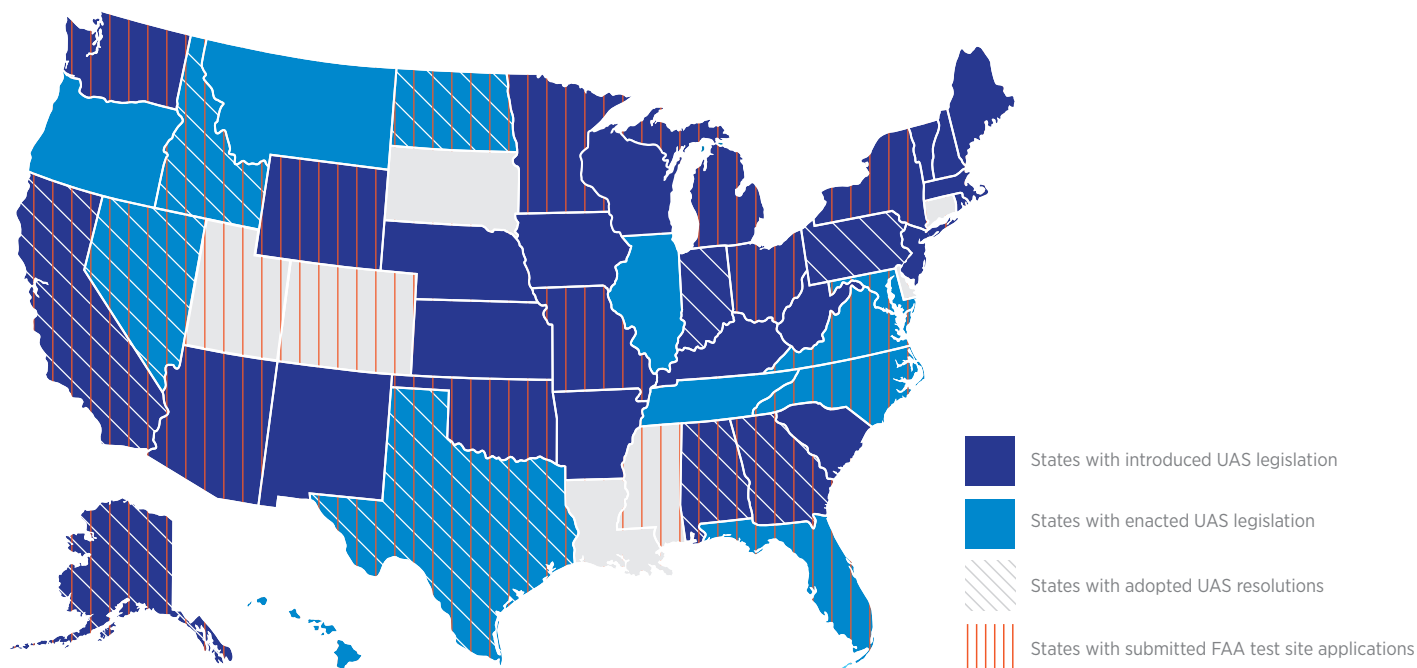 States with introduced UAS legislation
States with enacted UAS legislation
States with adopted UAS resolutions
States with submitted FAA test site applications